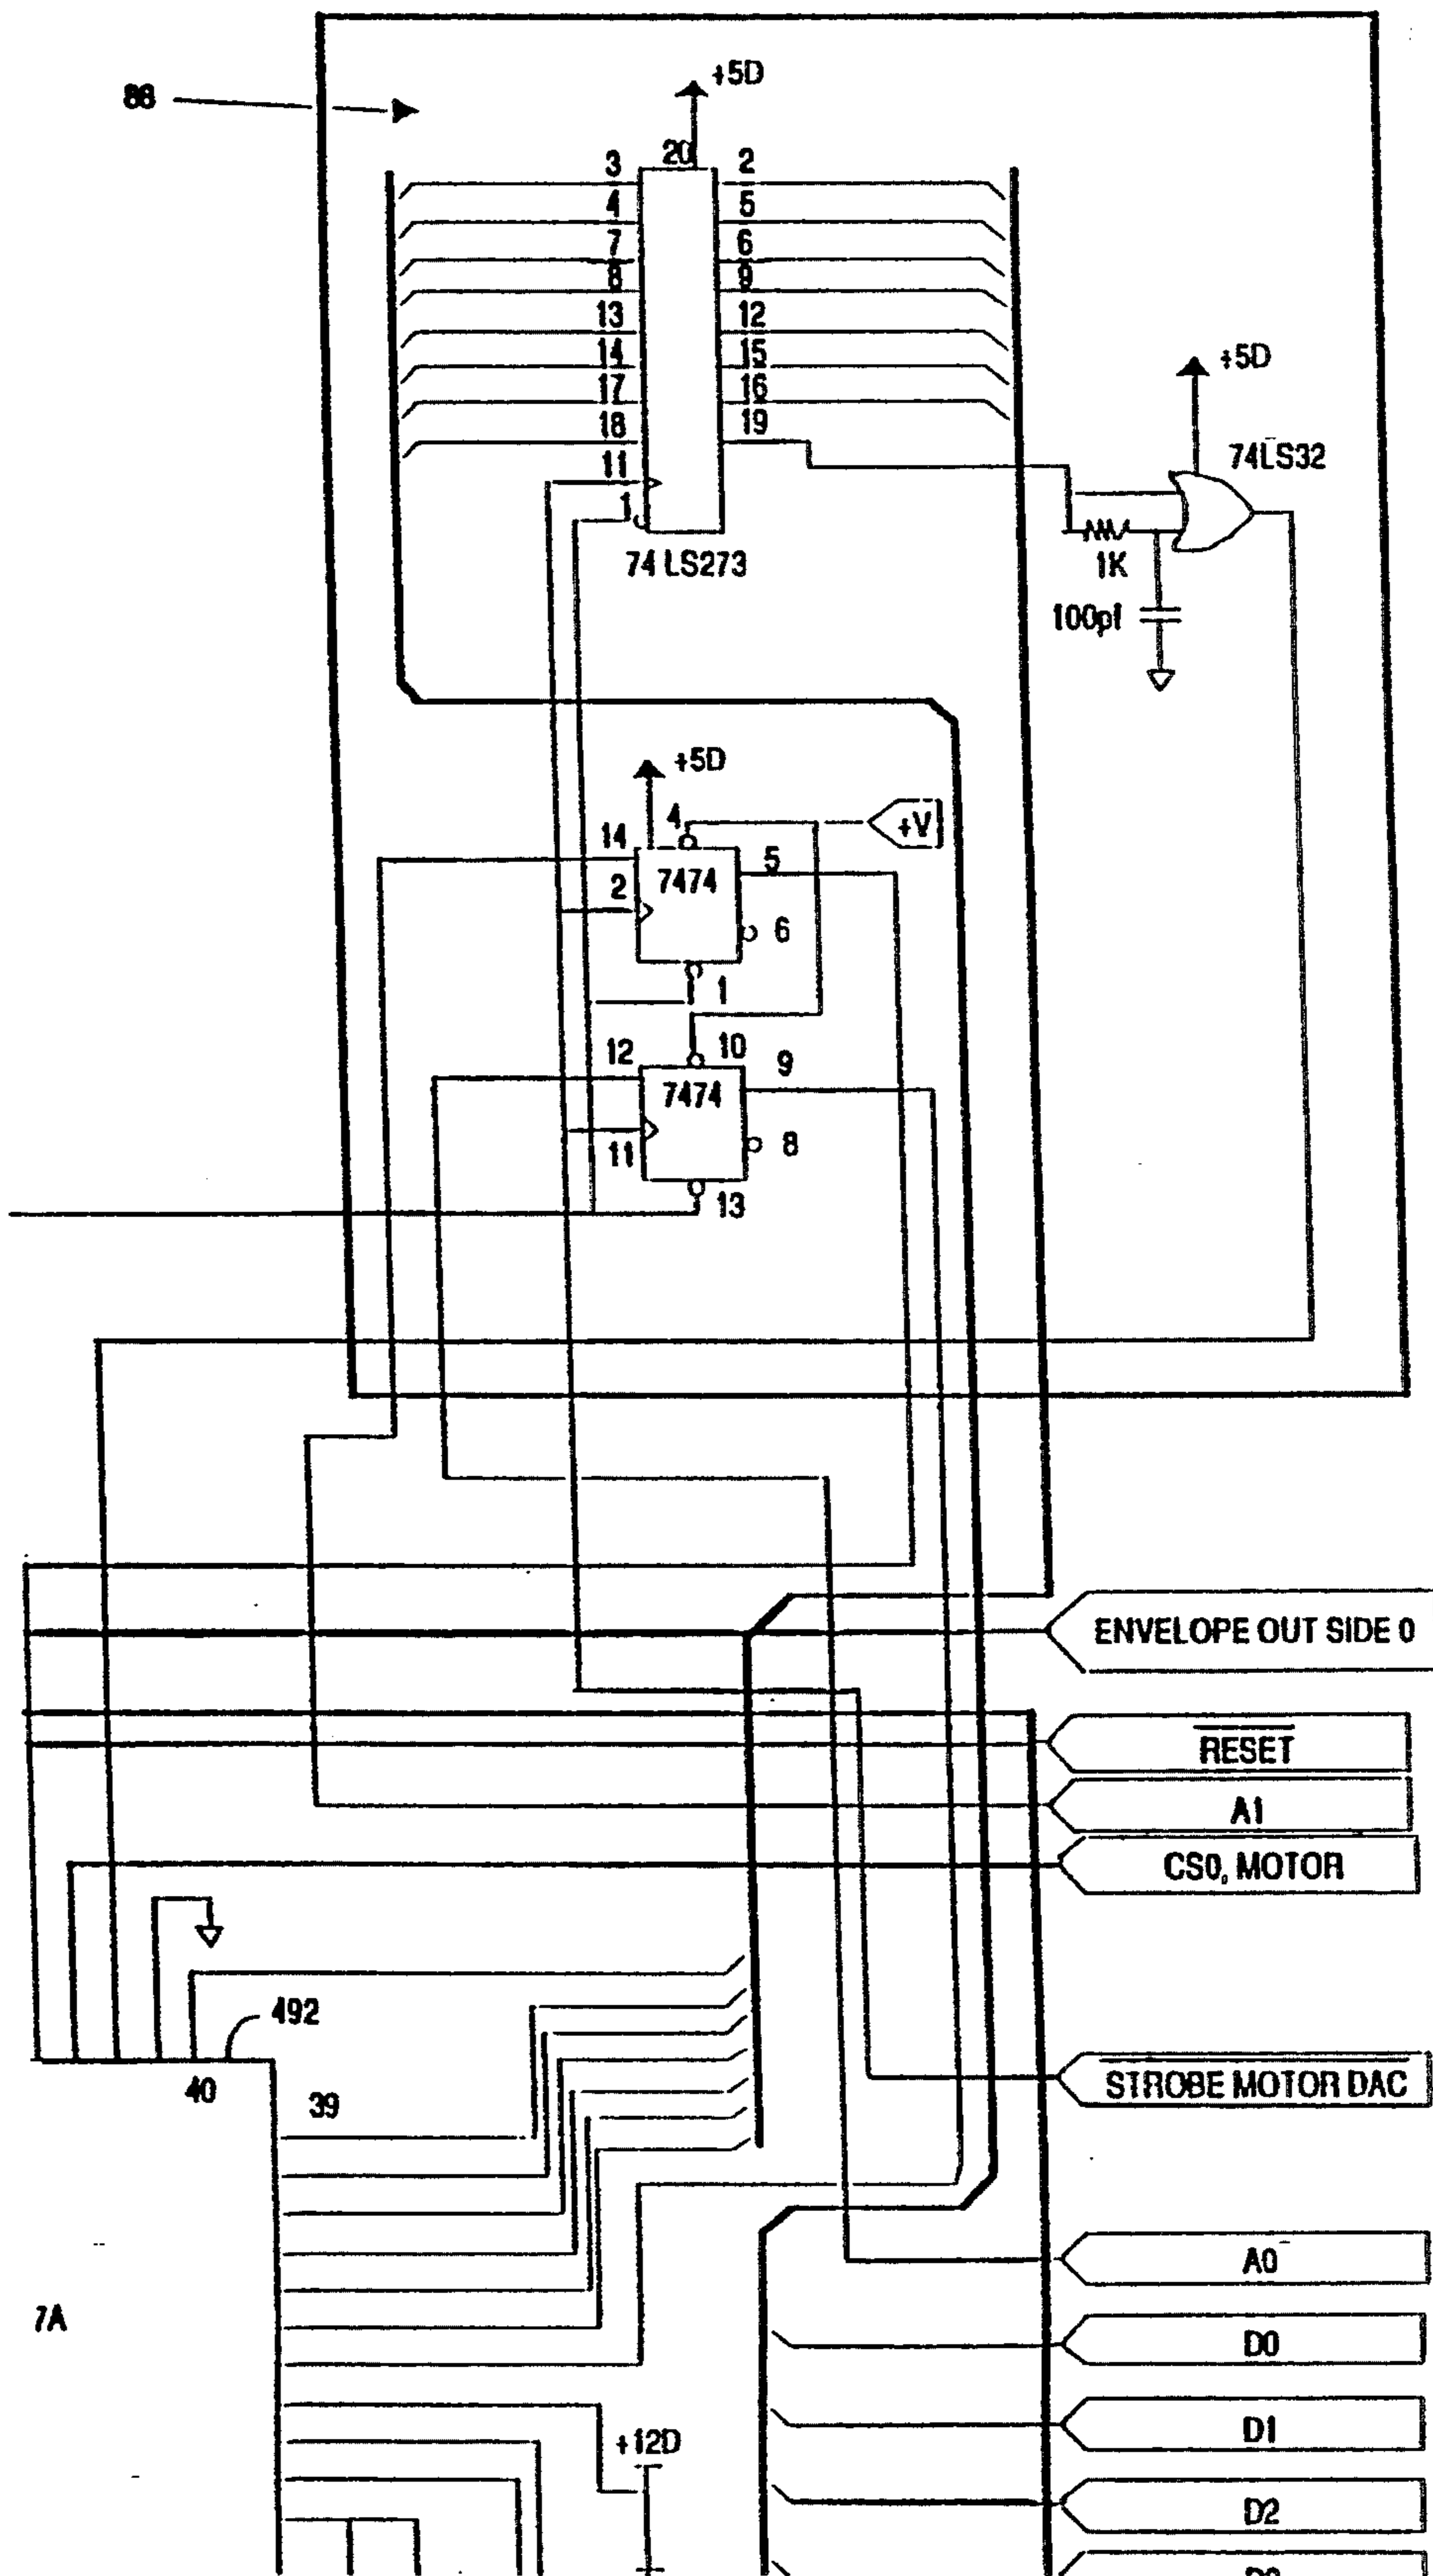 88
+5D
20
3 2
4 5
7 6
8 9
13 12
14 15
17 16
18 19
11
1
74 LS273
+5D
74LS32
1K
100pf
+5D
4
+V
14
5
7474
2
6
1
10
12
9
7474
11
8
13
ENVELOPE OUT SIDE 0
RESET
A1
CS0, MOTOR
492
40
39
STROBE MOTOR DAC
A0
7A
D0
D1
+12D
D2